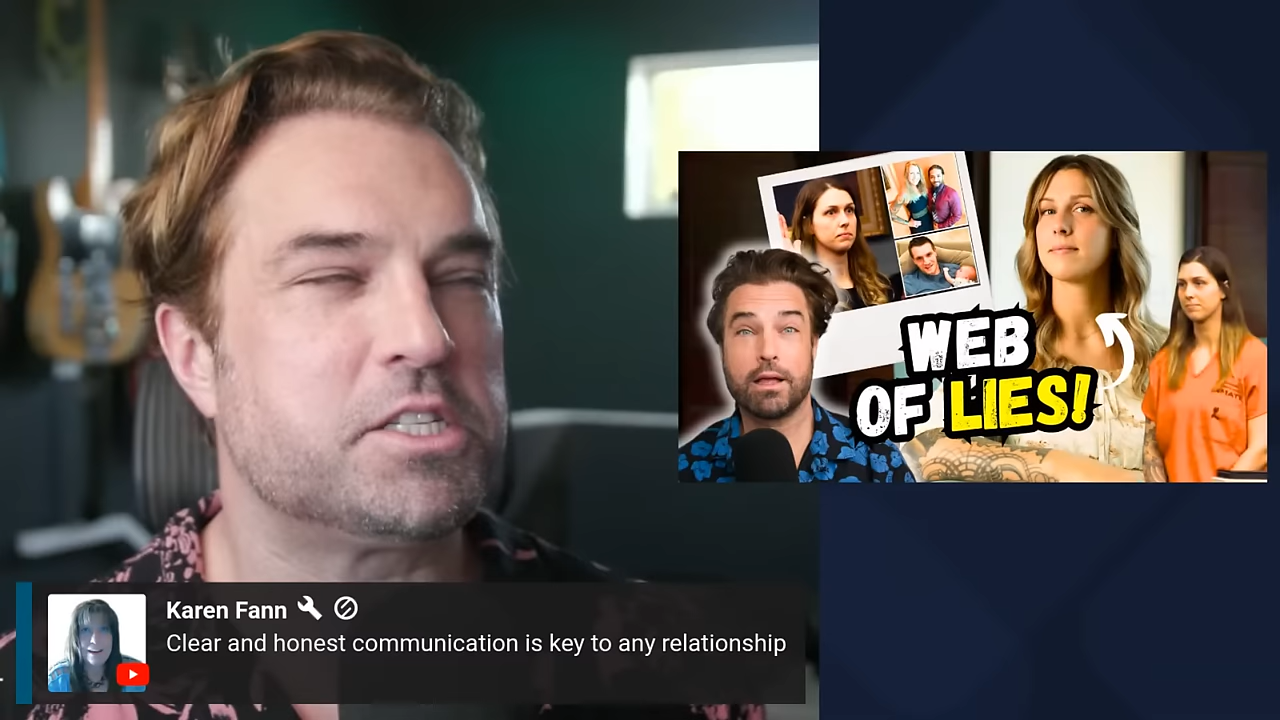 WEB
OF LIES!
Karen Fann
Clear and honest communication is key to any relationship